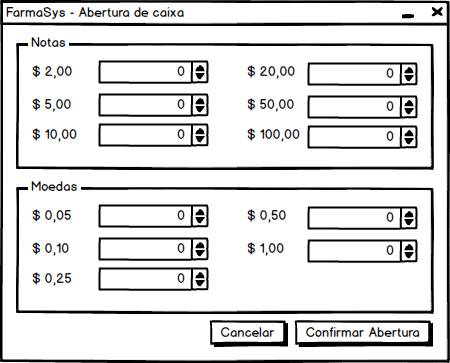 FarmaSys - Abertura de caixa
Notas
$ 2,00 0 $ 20,00 0
$ 5,00 0 $ 50,00 0
$ 10,00 0 $ 100,00 0
Moedas
$ 0,05 0 $ 0,50 0
$ 0,10 0 $ 1,00 0
$ 0,25 0
Cancelar Confirmar Abertura